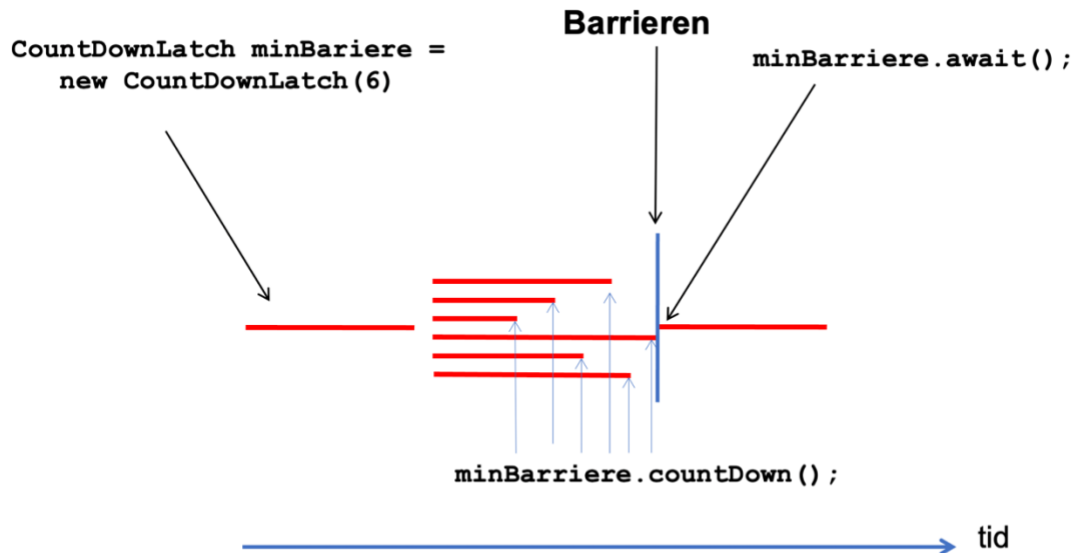 Barrieren
CountDownLatch minBariere =
new CountDownLatch(6)
minBarriere.await();
minBarriere.countDown();
tid